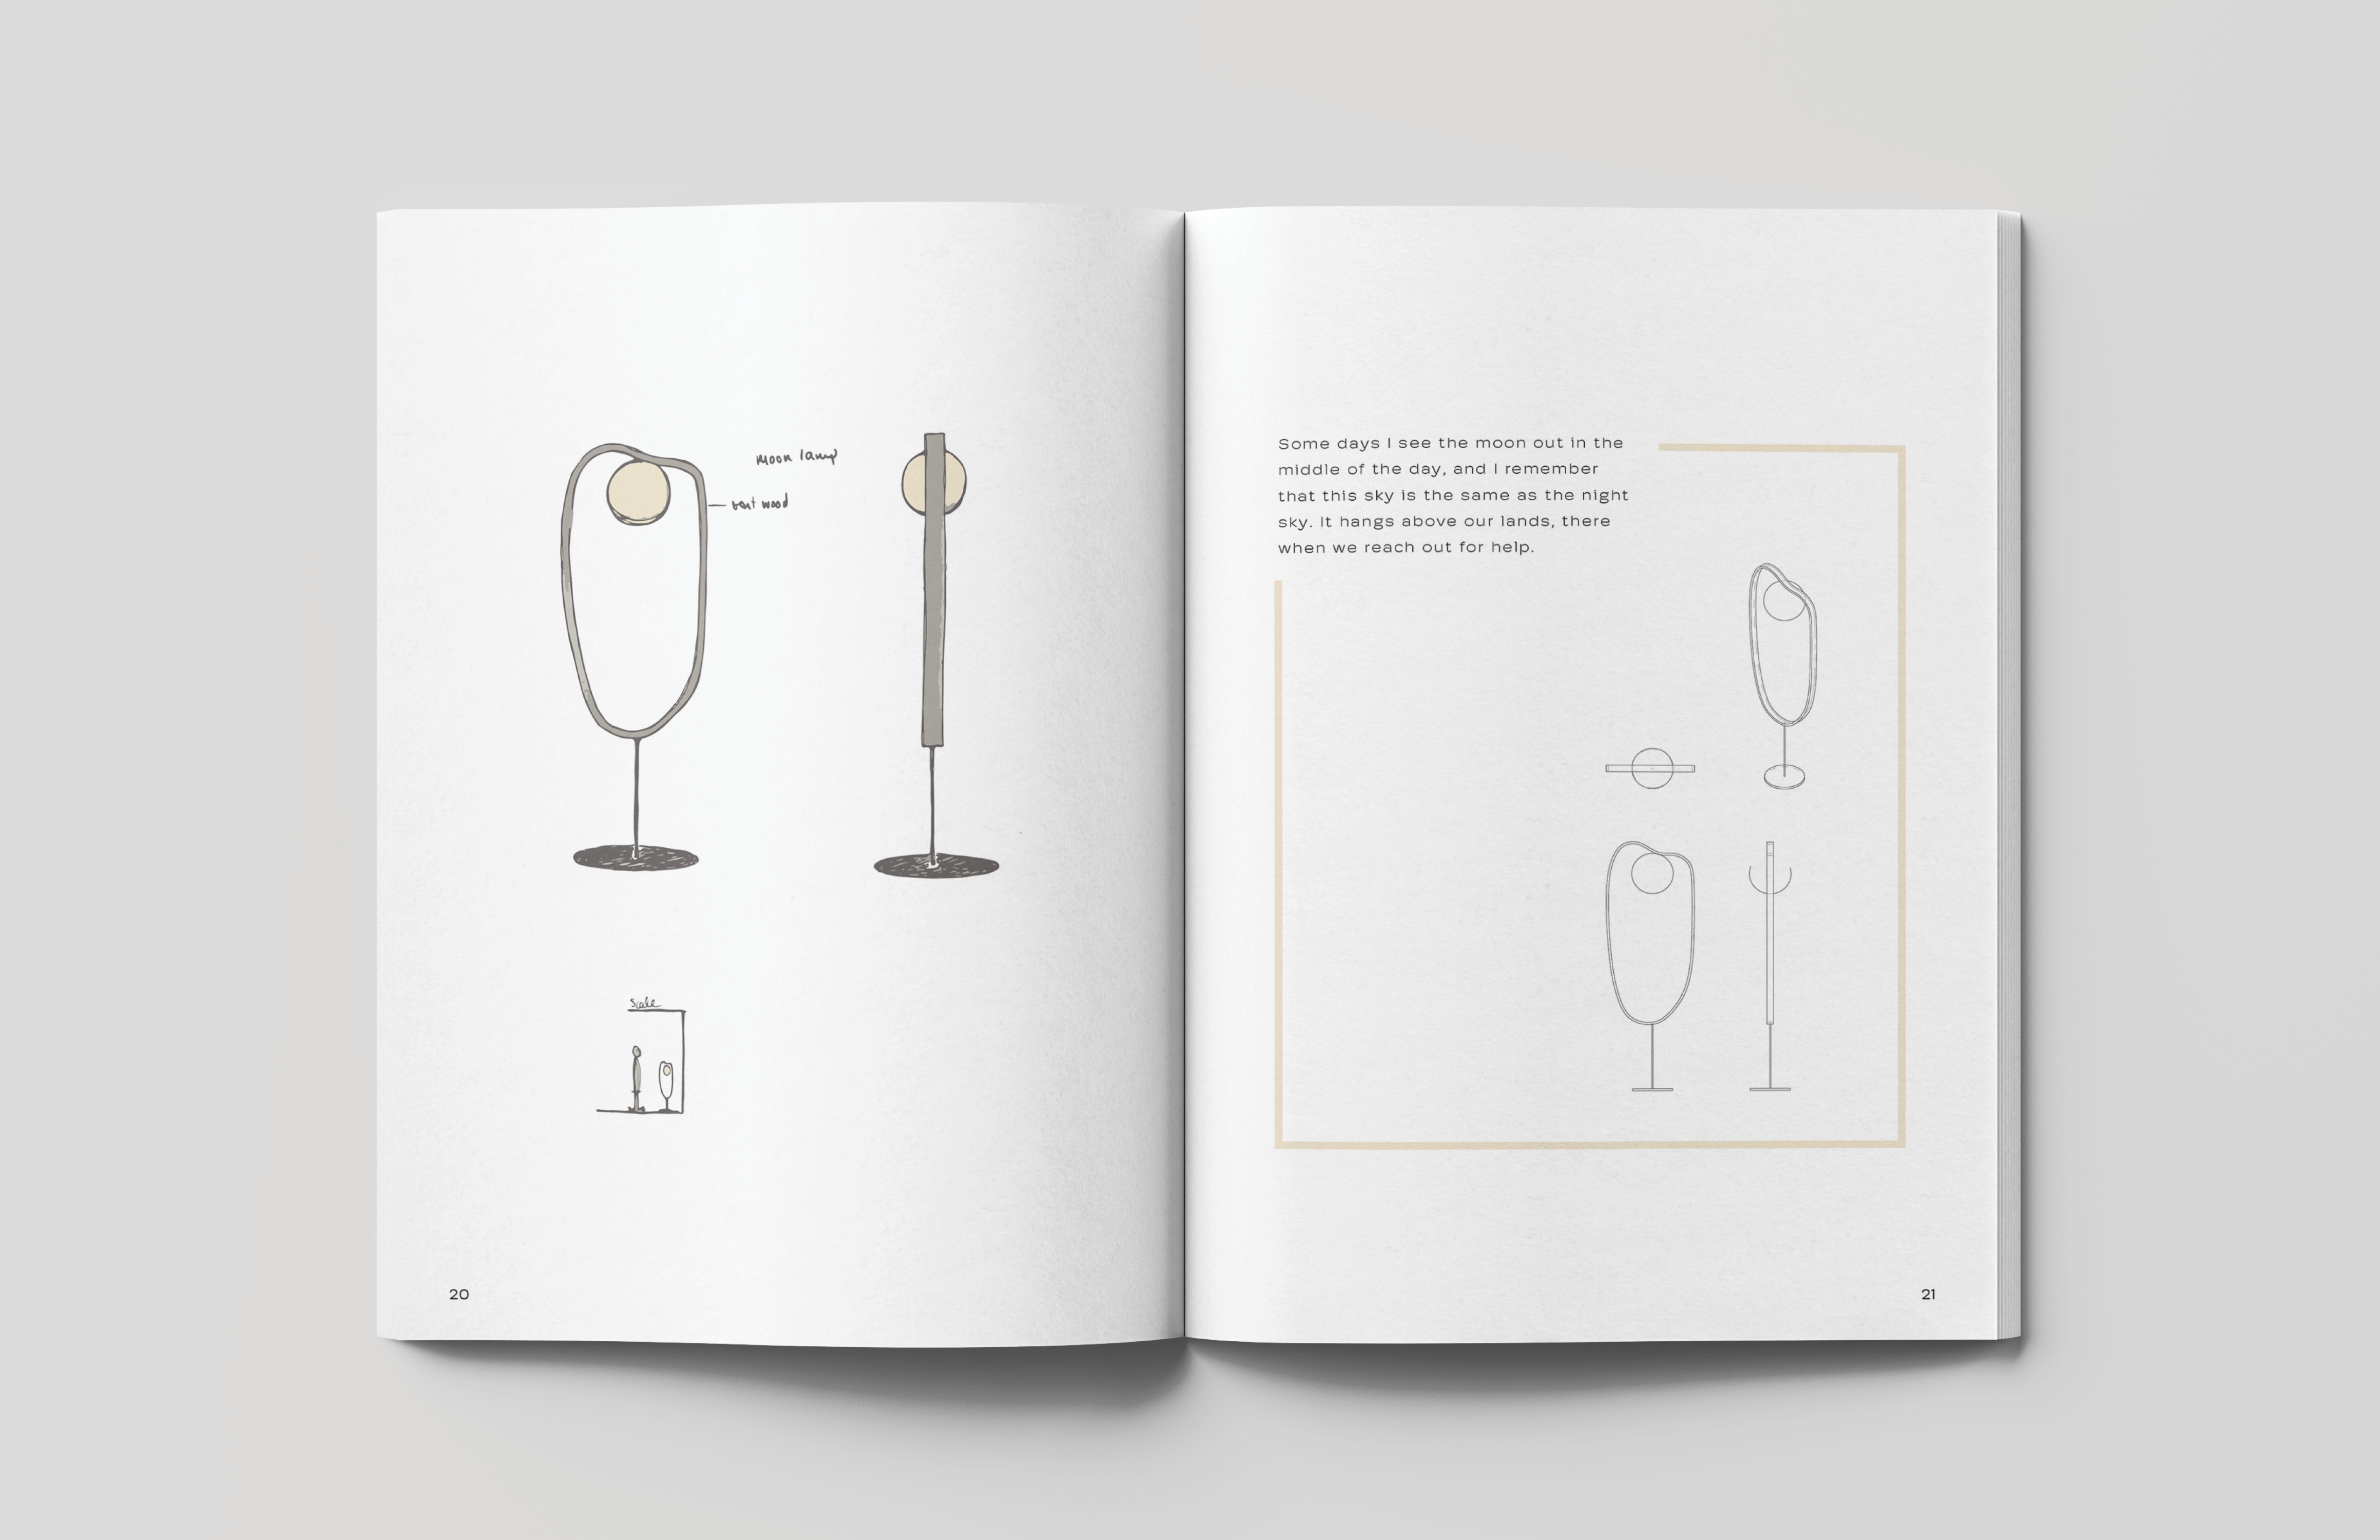 moon lamp
bent wood
scale
20
Some days I see the moon out in the
middle of the day, and I remember
that this sky is the same as the night
sky. It hangs above our lands, there
when we reach out for help.
21